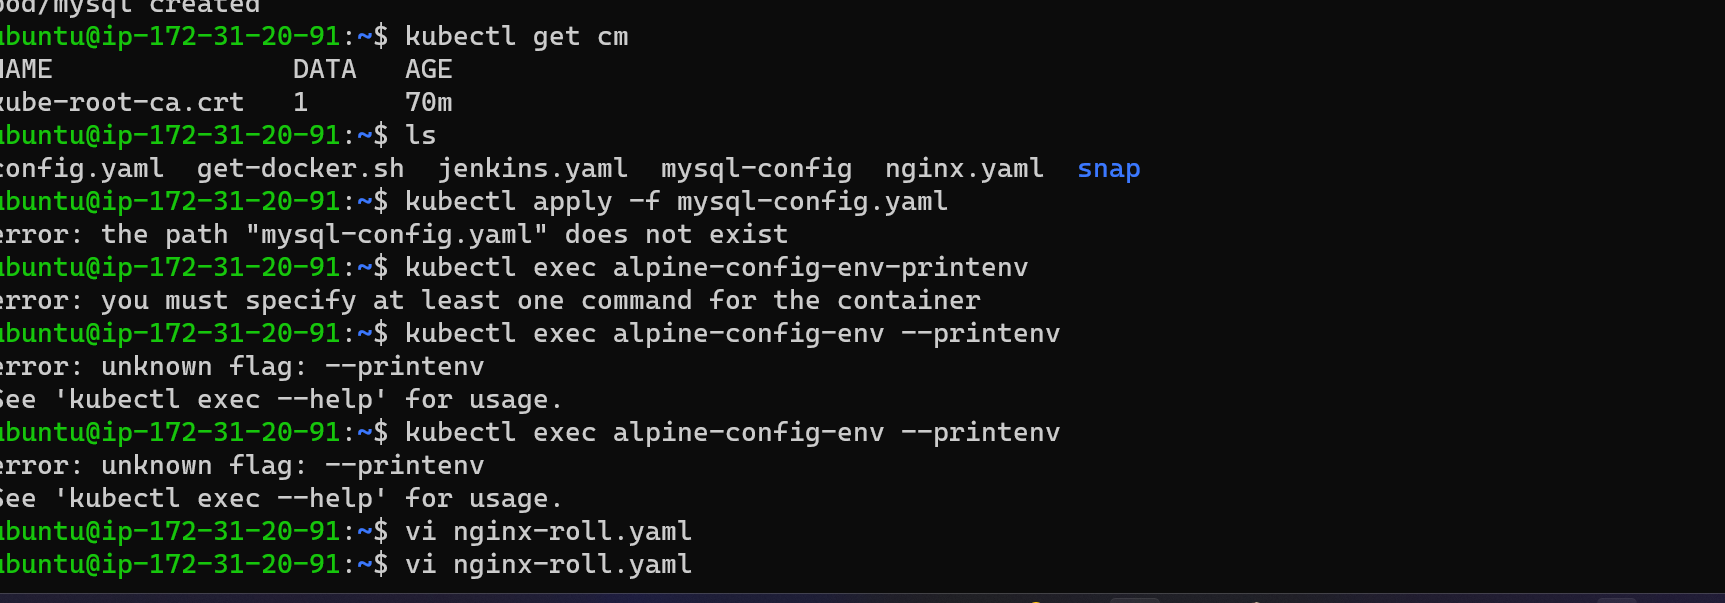 pod/mysql created
ubuntu@ip-172-31-20-91:~$ kubectl get cm
NAME               DATA   AGE
kube-root-ca.crt   1      70m
ubuntu@ip-172-31-20-91:~$ ls
config.yaml  get-docker.sh  jenkins.yaml  mysql-config  nginx.yaml  snap
ubuntu@ip-172-31-20-91:~$ kubectl apply -f mysql-config.yaml
error: the path "mysql-config.yaml" does not exist
ubuntu@ip-172-31-20-91:~$ kubectl exec alpine-config-env-printenv
error: you must specify at least one command for the container
ubuntu@ip-172-31-20-91:~$ kubectl exec alpine-config-env --printenv
error: unknown flag: --printenv
See 'kubectl exec --help' for usage.
ubuntu@ip-172-31-20-91:~$ kubectl exec alpine-config-env --printenv
error: unknown flag: --printenv
See 'kubectl exec --help' for usage.
ubuntu@ip-172-31-20-91:~$ vi nginx-roll.yaml
ubuntu@ip-172-31-20-91:~$ vi nginx-roll.yaml